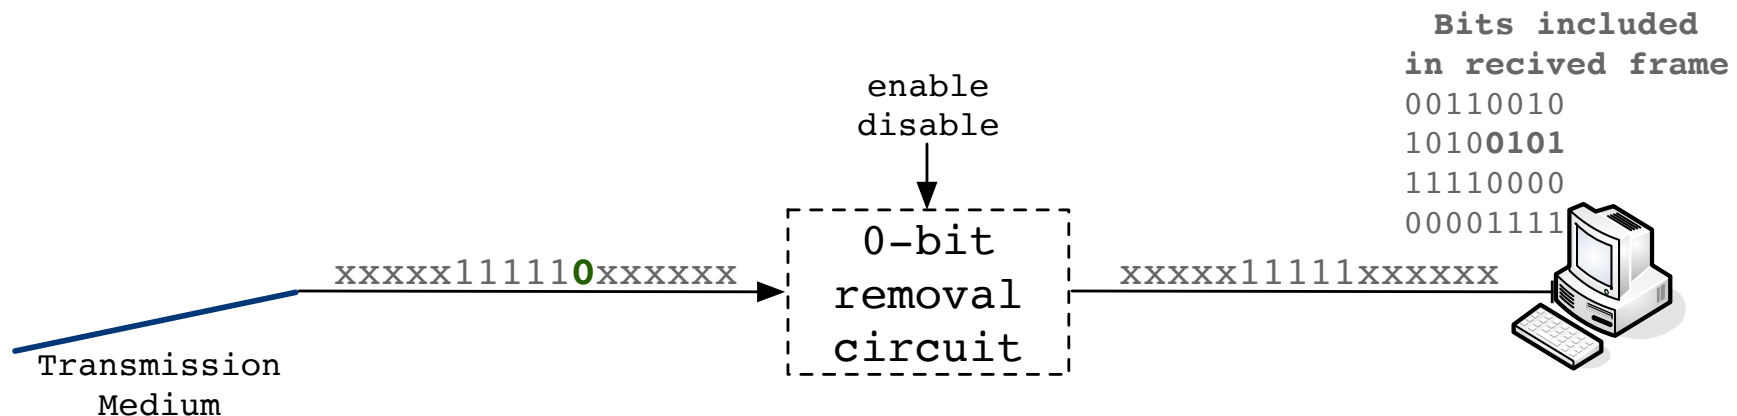 Bits included
in recived frame
00110010
10100101
11110000
00001111
enable
disable
0-bit
removal
circuit
xxxxx111110xxxxxx
xxxxx11111xxxxxx
Transmission
Medium